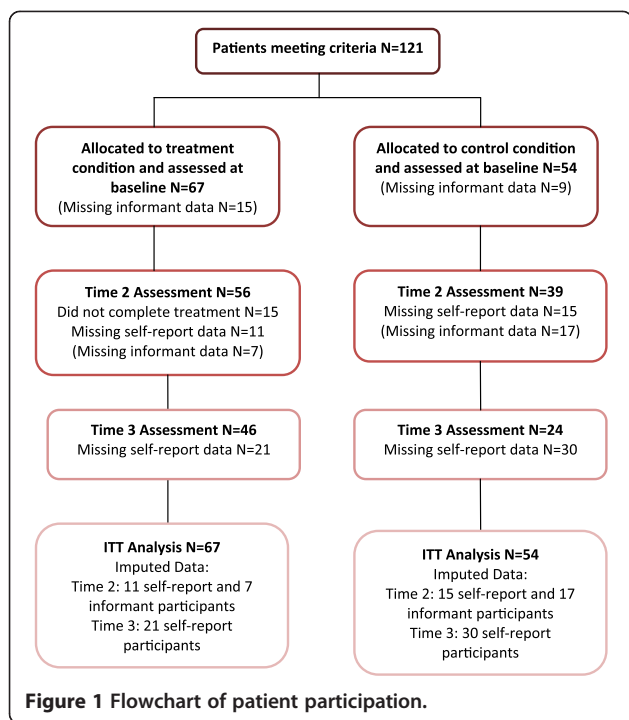 Patients meeting criteria N=121
Allocated to treatment
condition and assessed at
baseline N=67
(Missing informant data N=15)
Allocated to control condition
and assessed at baseline N=54
(Missing informant data N=9)
Time 2 Assessment N=56
Did not complete treatment N=15
Missing self-report data N=11
(Missing informant data N=7)
Time 2 Assessment N=39
Missing self-report data N=15
(Missing informant data N=17)
Time 3 Assessment N=46
Missing self-report data N=21
Time 3 Assessment N=24
Missing self-report data N=30
ITT Analysis N=67
Imputed Data:
Time 2: 11 self-report and 7
informant participants
Time 3: 21 self-report
participants
ITT Analysis N=54
Imputed Data:
Time 2: 15 self-report and 17
informant participants
Time 3: 30 self-report
participants
Figure 1 Flowchart of patient participation.